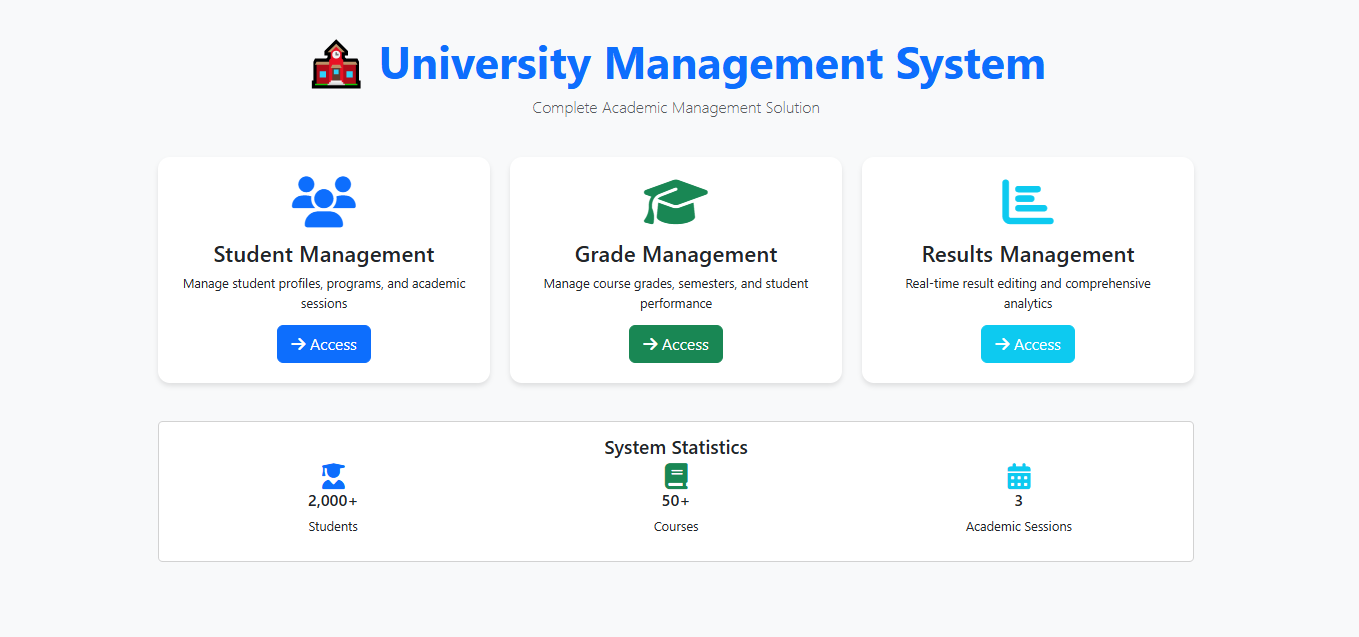 University Management System
Complete Academic Management Solution
Student Management
Manage student profiles, programs, and academic
sessions
Access
Grade Management
Manage course grades, semesters, and student
performance
Access
Results Management
Real-time result editing and comprehensive
analytics
Access
System Statistics
2,000+
Students
50+
Courses
3
Academic Sessions